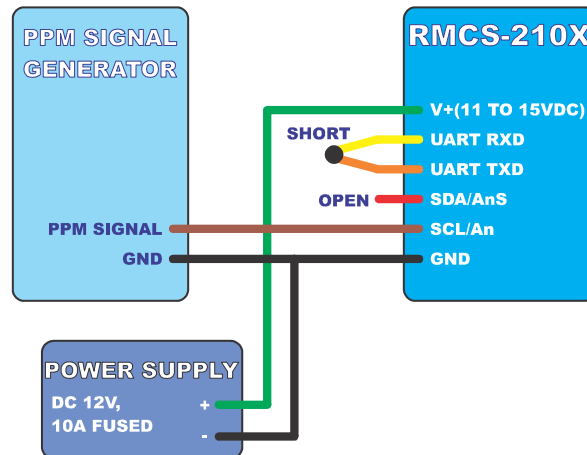 PPM SIGNAL
GENERATOR
PPM SIGNAL
GND
RMCS-210X
V+(11 TO 15VDC)
UART RXD
UART TXD
SDA/AnS
SCL/An
GND
SHORT
OPEN
POWER SUPPLY
DC 12V,
10A FUSED
+
-